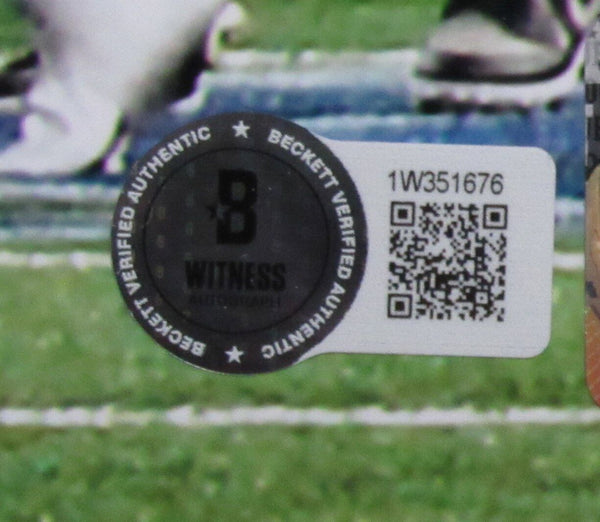 BECKETT VERIFIED AUTHENTIC ★ BECKETT VERIFIED AUTHENTIC ★
B
WITNESS
AUTOGRAPH
1W351676